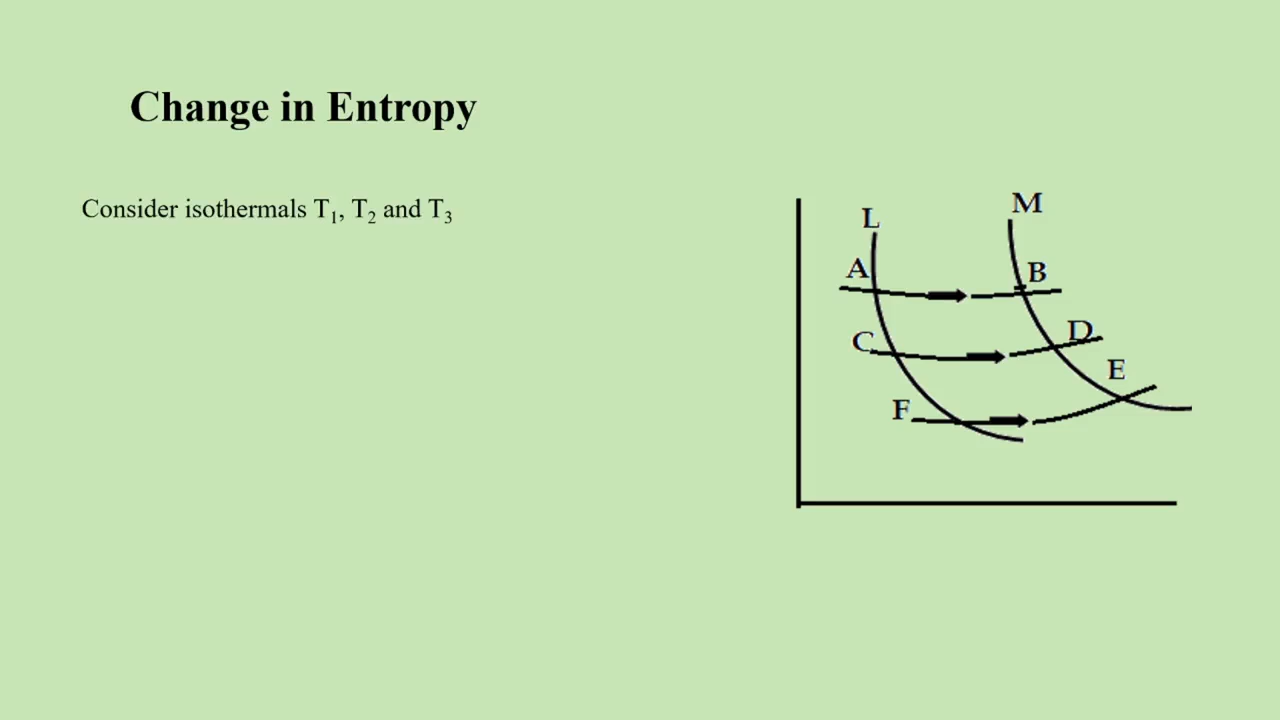 Change in Entropy
Consider isothermals T₁, T₂ and T₃
L
M
A
B
C
D
E
F